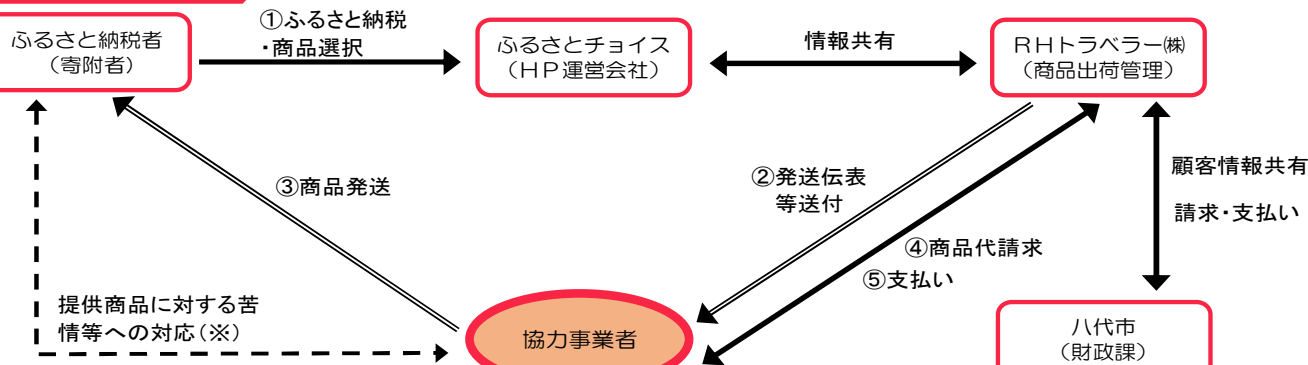 ふるさと納税者
（寄附者）
①ふるさと納税
・商品選択
ふるさとチョイス
（ＨＰ運営会社）
情報共有
ＲＨトラベラー㈱
（商品出荷管理）
③商品発送
②発送伝表
等送付
顧客情報共有
請求・支払い
④商品代請求
⑤支払い
提供商品に対する苦
情等への対応（※）
協力事業者
八代市
（財政課）